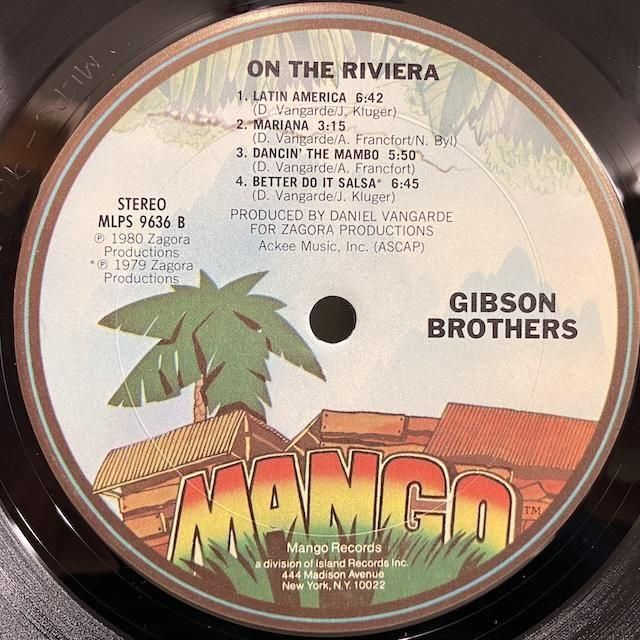 ON THE RIVIERA
1. LATIN AMERICA 6:42
(D. Vangarde/J. Kluger)
2. MARIANA 3:15
(D. Vangarde/A. Francfort/N. Byl)
3. DANCIN' THE MAMBO 5:50
(D. Vangarde/A. Francfort)
4. BETTER DO IT SALSA* 6:45
(D. Vangarde/J. Kluger)
STEREO
MLPS 9636 B
℗ 1980 Zagora
Productions
*℗ 1979 Zagora
Productions
PRODUCED BY DANIEL VANGARDE
FOR ZAGORA PRODUCTIONS
Ackee Music, Inc. (ASCAP)
GIBSON
BROTHERS
MANGO TM
Mango Records
a division of Island Records Inc.
444 Madison Avenue
New York, N.Y. 10022